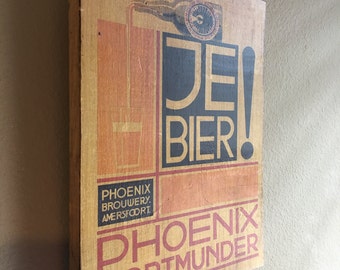 JE
BIER!
PHOENIX
BROUWERY.
AMERSFOORT.
PHOENIX
DORTMUNDER